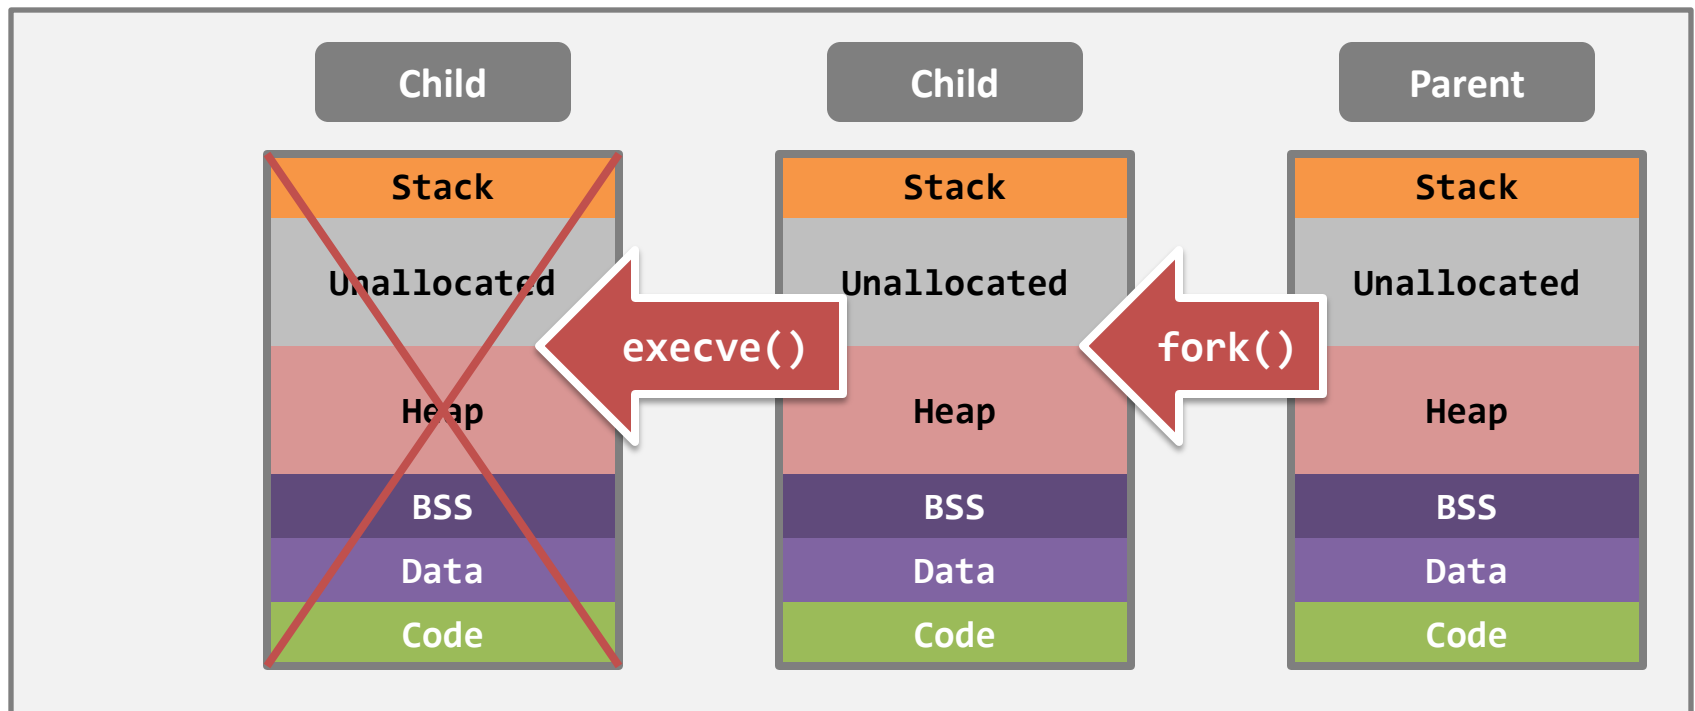 Child
Child
Parent
Stack
Stack
Stack
Unallocated
Unallocated
Unallocated
execve()
fork()
Heap
Heap
Heap
BSS
BSS
BSS
Data
Data
Data
Code
Code
Code